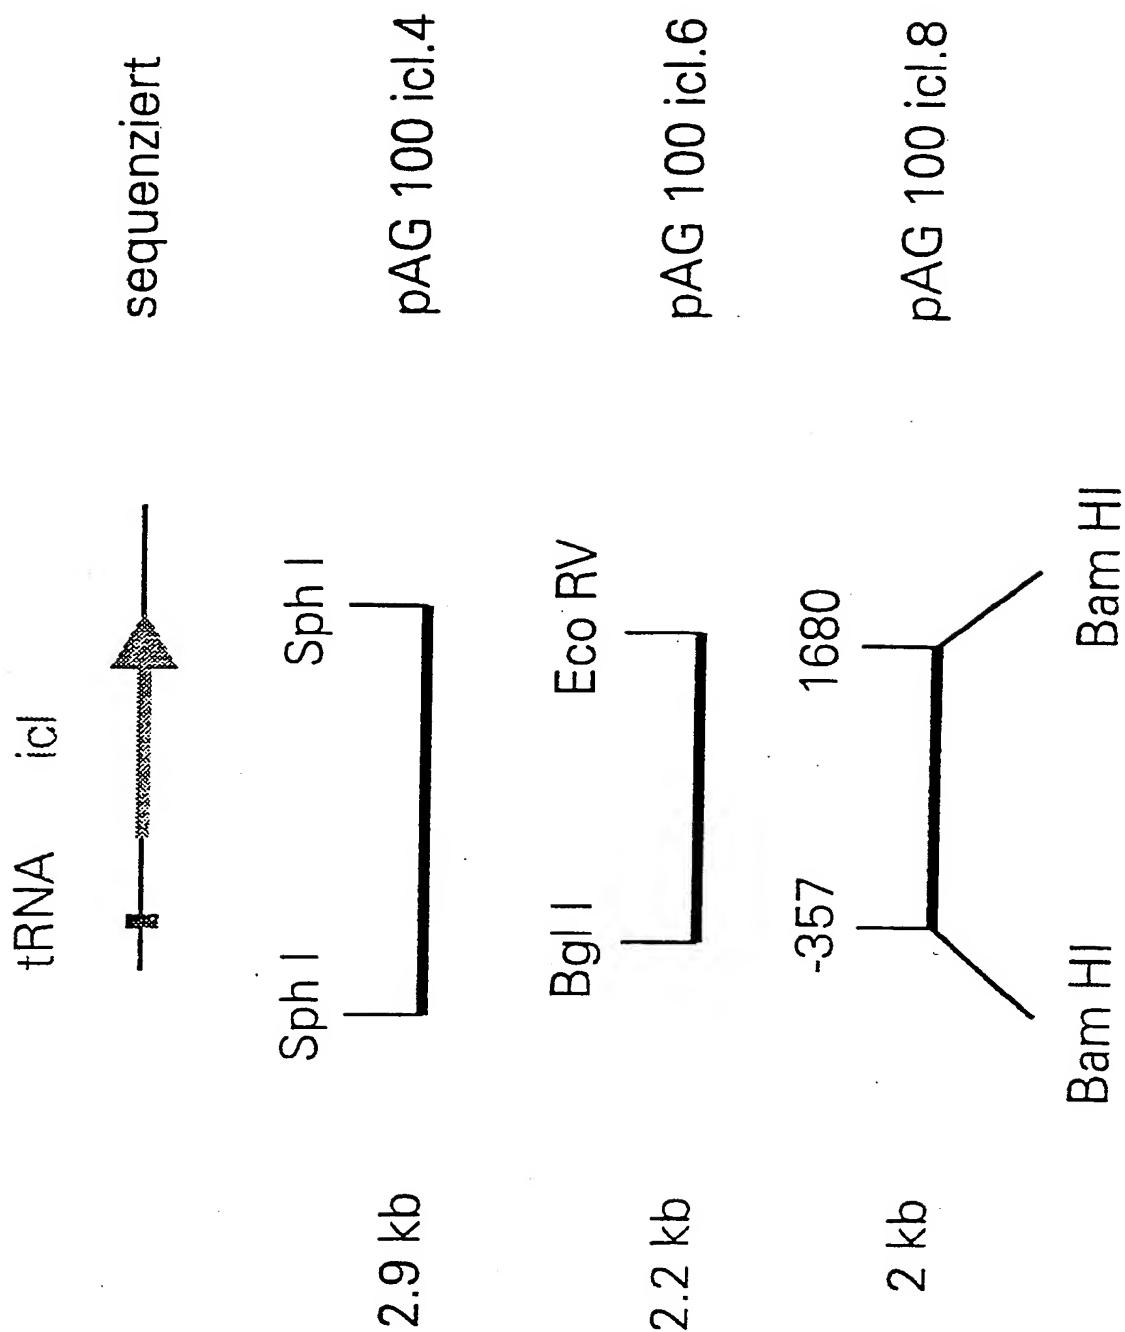 tRNA icl
sequenziert
Sph I Sph I
2.9 kb pAG 100 icl.4
Bgl I Eco RV
2.2 kb pAG 100 icl.6
-357 1680
2 kb pAG 100 icl.8
Bam HI Bam HI